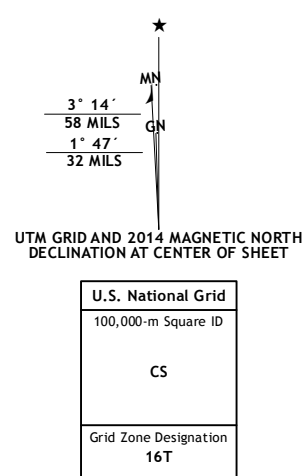 ★
MN
3° 14´
58 MILS
GN
1° 47´
32 MILS
UTM GRID AND 2014 MAGNETIC NORTH
DECLINATION AT CENTER OF SHEET
U.S. National Grid
100,000-m Square ID
CS
Grid Zone Designation
16T